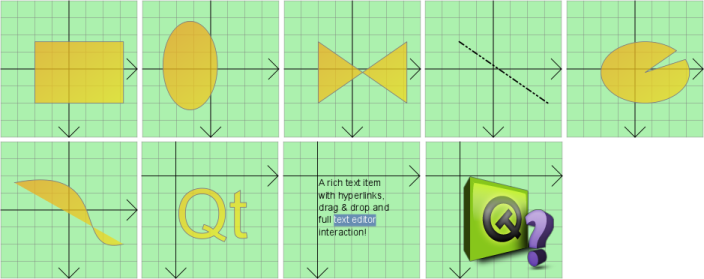 Qt
A rich text item
with hyperlinks,
drag & drop and
full text editor
interaction!
Q
?